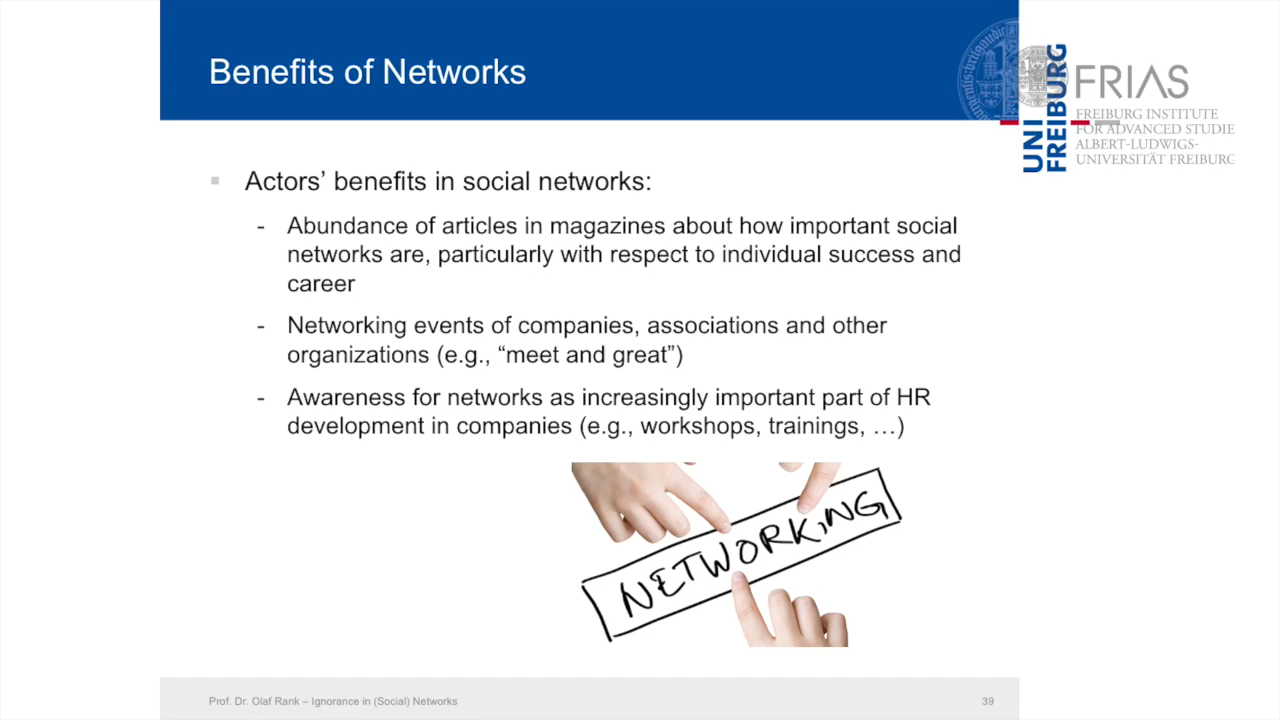 Benefits of Networks
UNI
FREIBURG
FRIAS
FREIBURG INSTITUTE
FOR ADVANCED STUDIE
ALBERT-LUDWIGS-
UNIVERSITÄT FREIBURG
Actors’ benefits in social networks:
- Abundance of articles in magazines about how important social
networks are, particularly with respect to individual success and
career
- Networking events of companies, associations and other
organizations (e.g., “meet and great”)
- Awareness for networks as increasingly important part of HR
development in companies (e.g., workshops, trainings, …)
NETWORKING
Prof. Dr. Olaf Rank – Ignorance in (Social) Networks
39